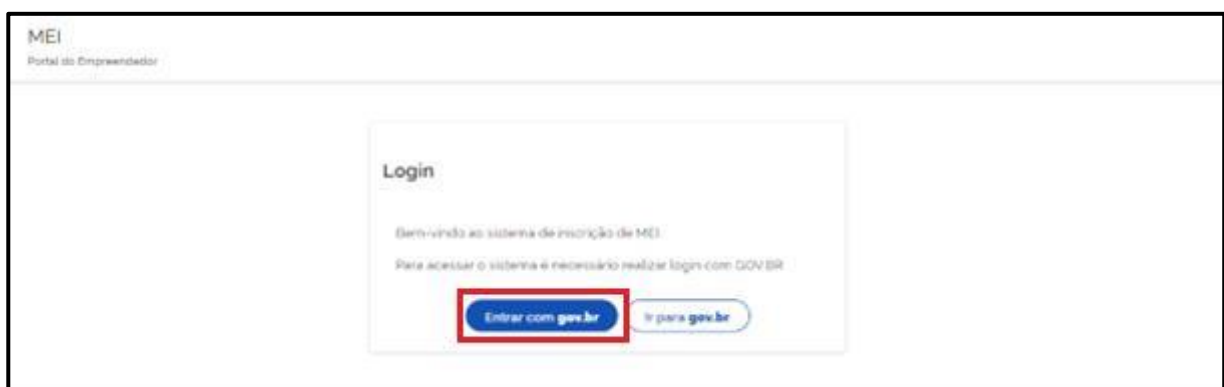 MEI
Portal do Empreendedor
Login
Bem-vindo ao sistema de inscrição de MEI.
Para acessar o sistema é necessário realizar login com GOV.BR
Entrar com gov.br
Ir para gov.br